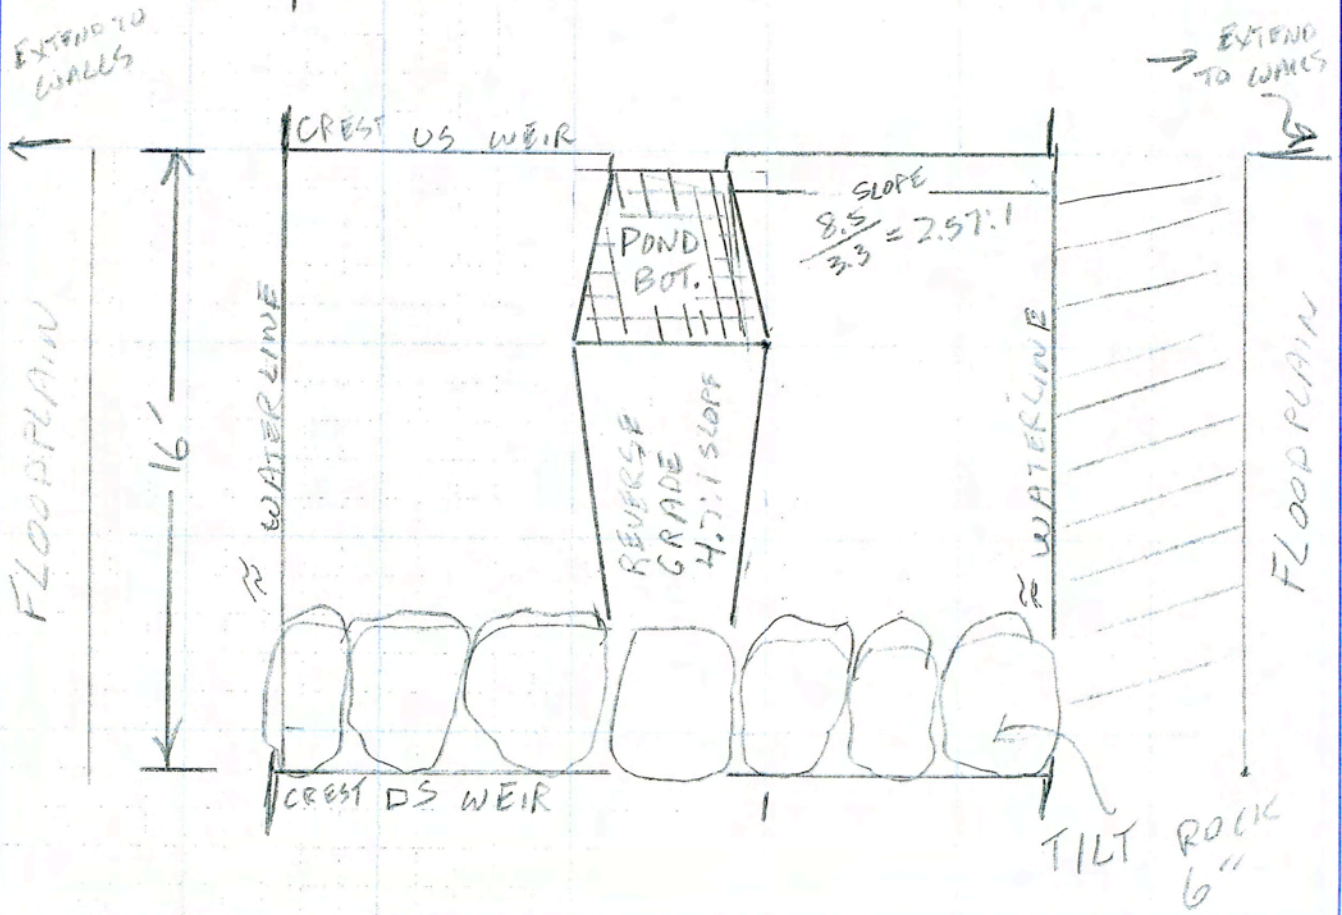 EXTEND TO
WALLS
→ EXTEND
TO WALLS
CREST US WEIR
SLOPE
8.5
3.3
= 2.57:1
POND
BOT.
FLOODPLAIN
16'
≈ WATERLINE
REVERSE
GRADE
4.7:1 SLOPE
≈ WATERLINE
FLOODPLAIN
CREST DS WEIR
TILT ROCK
6"